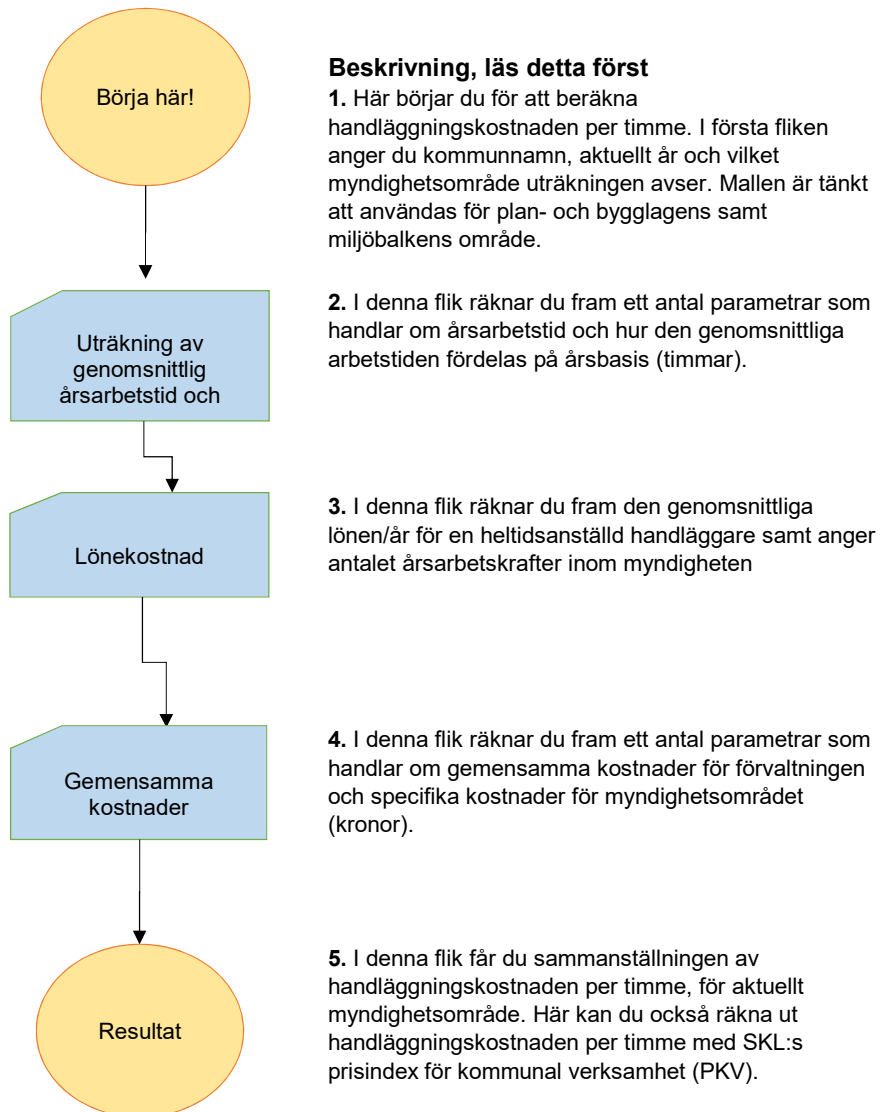 Börja här!
Beskrivning, läs detta först
1. Här börjar du för att beräkna
handläggningskostnaden per timme. I första fliken
anger du kommunnamn, aktuellt år och vilket
myndighetsområde uträkningen avser. Mallen är tänkt
att användas för plan- och bygglagens samt
miljöbalkens område.
Uträkning av
genomsnittlig
årsarbetstid och
2. I denna flik räknar du fram ett antal parametrar som
handlar om årsarbetstid och hur den genomsnittliga
arbetstiden fördelas på årsbasis (timmar).
Lönekostnad
3. I denna flik räknar du fram den genomsnittliga
lönen/år för en heltidsanställd handläggare samt anger
antalet årsarbetskrafter inom myndigheten
Gemensamma
kostnader
4. I denna flik räknar du fram ett antal parametrar som
handlar om gemensamma kostnader för förvaltningen
och specifika kostnader för myndighetsområdet
(kronor).
Resultat
5. I denna flik får du sammanställningen av
handläggningskostnaden per timme, för aktuellt
myndighetsområde. Här kan du också räkna ut
handläggningskostnaden per timme med SKL:s
prisindex för kommunal verksamhet (PKV).